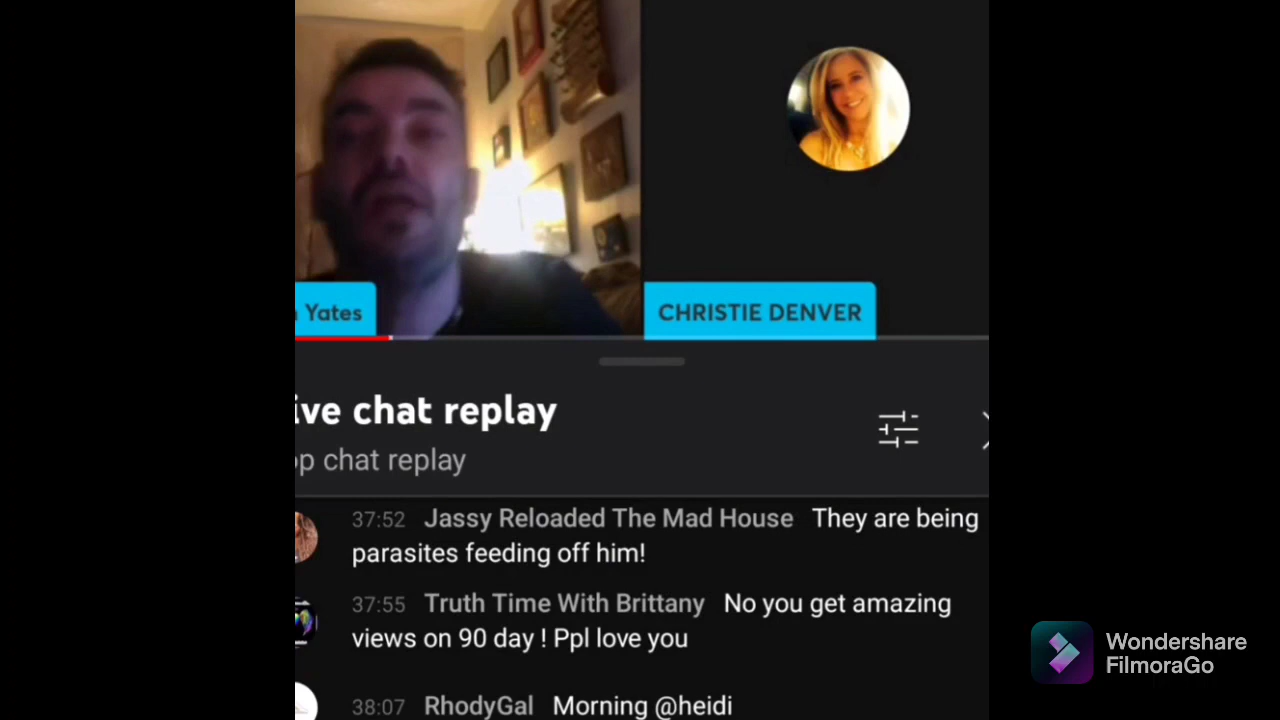 Yates
CHRISTIE DENVER
ive chat replay
op chat replay
37:52 Jassy Reloaded The Mad House They are being
parasites feeding off him!
37:55 Truth Time With Brittany No you get amazing
views on 90 day ! Ppl love you
38:07 RhodyGal Morning @heidi
Wondershare
FilmoraGo